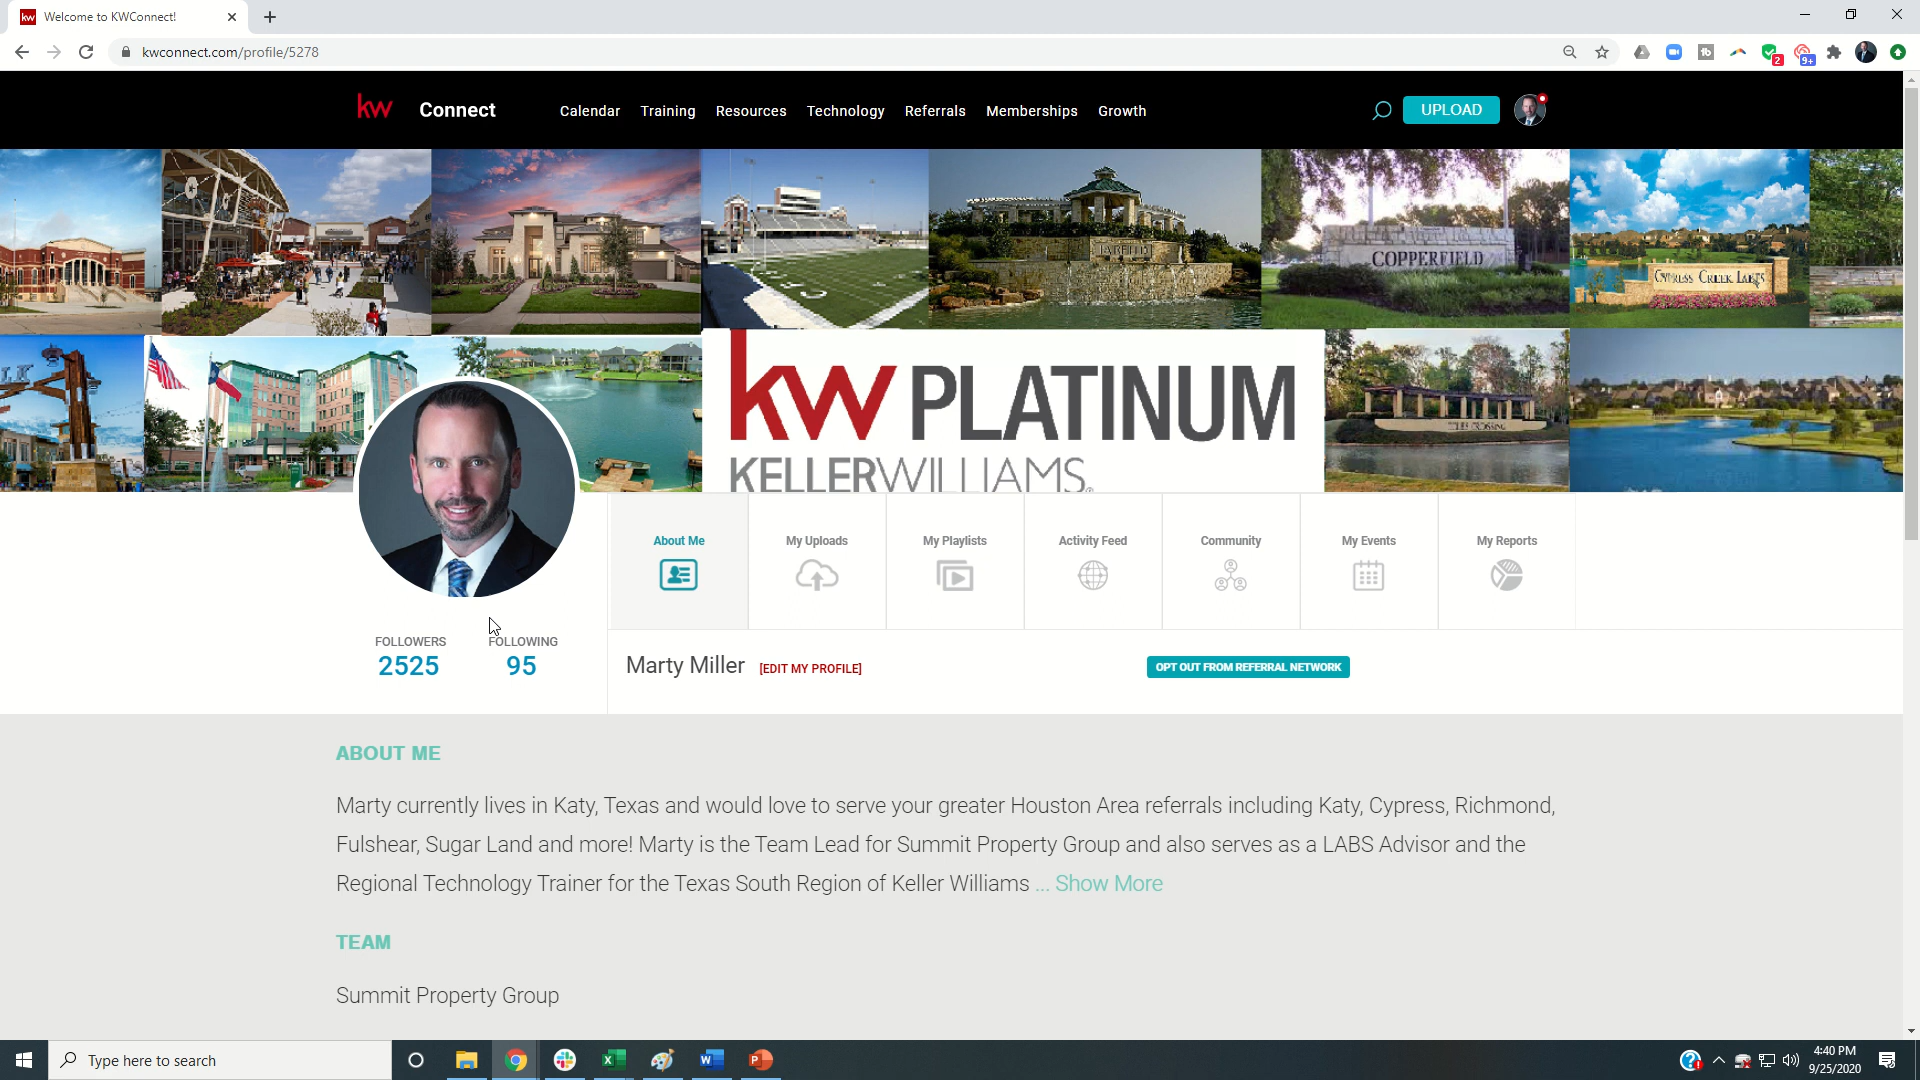 Welcome to KWConnect!
kwconnect.com/profile/5278
2
9+
kw Connect
Calendar Training Resources Technology Referrals Memberships Growth
UPLOAD
COPPERFIELD
CYPRESS CREEK LAKES
kw PLATINUM
KELLERWILLIAMS.
About Me
My Uploads
My Playlists
Activity Feed
Community
My Events
My Reports
FOLLOWERS
2525
FOLLOWING
95
Marty Miller [EDIT MY PROFILE]
OPT OUT FROM REFERRAL NETWORK
ABOUT ME
Marty currently lives in Katy, Texas and would love to serve your greater Houston Area referrals including Katy, Cypress, Richmond,
Fulshear, Sugar Land and more! Marty is the Team Lead for Summit Property Group and also serves as a LABS Advisor and the
Regional Technology Trainer for the Texas South Region of Keller Williams ... Show More
TEAM
Summit Property Group
Type here to search
4:40 PM
9/25/2020